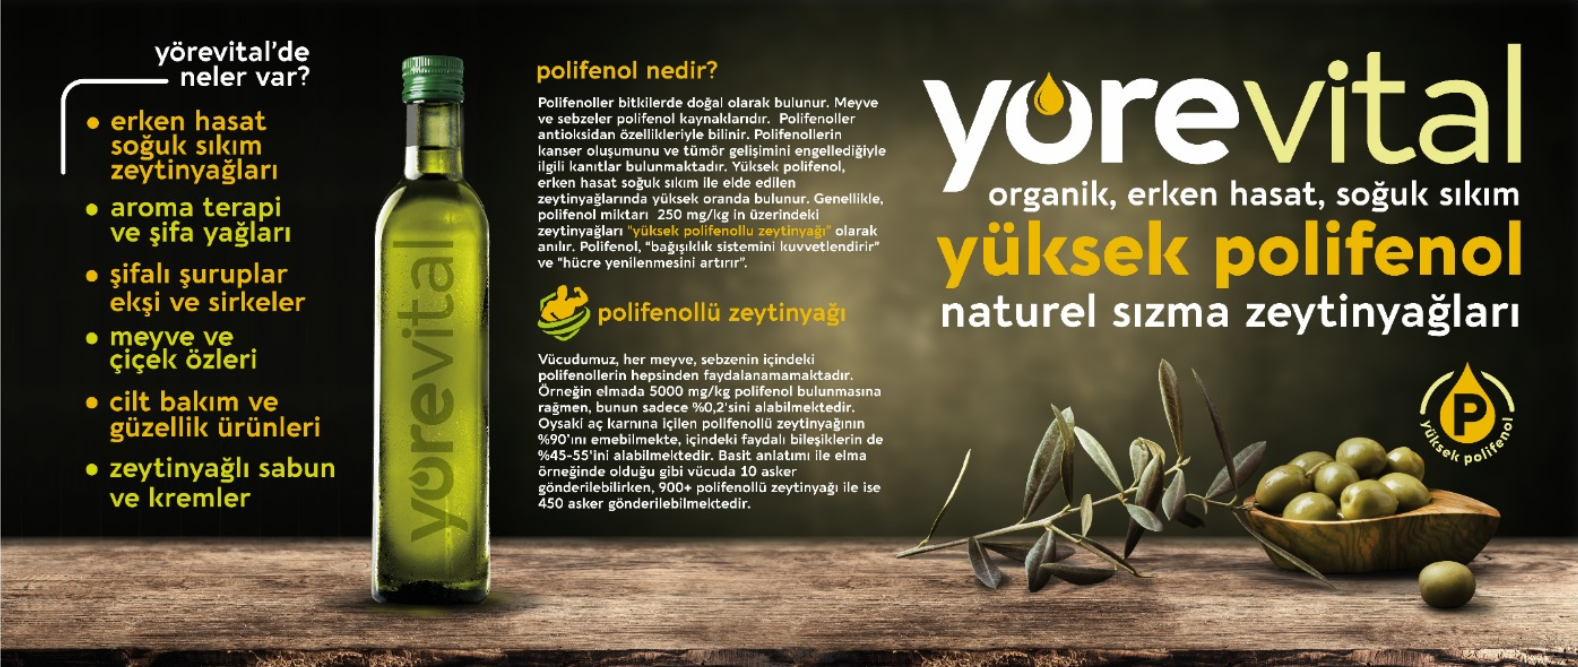 yörevital'de
neler var?
• erken hasat
soğuk sıkım
zeytinyağları
• aroma terapi
ve şifa yağları
• şifalı şuruplar
ekşi ve sirkeler
• meyve ve
çiçek özleri
• cilt bakım ve
güzellik ürünleri
• zeytinyağlı sabun
ve kremler
yörevital
polifenol nedir?
Polifenoller bitkilerde doğal olarak bulunur. Meyve
ve sebzeler polifenol kaynaklarıdır. Polifenoller
antioksidan özellikleriyle bilinir. Polifenollerin
kanser oluşumunu ve tümör gelişimini engellediğiyle
ilgili kanıtlar bulunmaktadır. Yüksek polifenol,
erken hasat soğuk sıkım ile elde edilen
zeytinyağlarında yüksek oranda bulunur. Genellikle,
polifenol miktarı 250 mg/kg in üzerindeki
zeytinyağları "yüksek polifenollu zeytinyağı" olarak
anılır. Polifenol, "bağışıklık sistemini kuvvetlendirir"
ve "hücre yenilenmesini artırır".
polifenollü zeytinyağı
Vücudumuz, her meyve, sebzenin içindeki
polifenollerin hepsinden faydalanamamaktadır.
Örneğin elmada 5000 mg/kg polifenol bulunmasına
rağmen, bunun sadece %0,2'sini alabilmektedir.
Oysaki aç karnına içilen polifenollü zeytinyağının
%90'ını emebilmekte, içindeki faydalı bileşiklerin de
%45-55'ini alabilmektedir. Basit anlatımı ile elma
örneğinde olduğu gibi vücuda 10 asker
gönderilebilirken, 900+ polifenollü zeytinyağı ile ise
450 asker gönderilebilmektedir.
yörevital
organik, erken hasat, soğuk sıkım
yüksek polifenol
naturel sızma zeytinyağları
P
yüksek polifenol